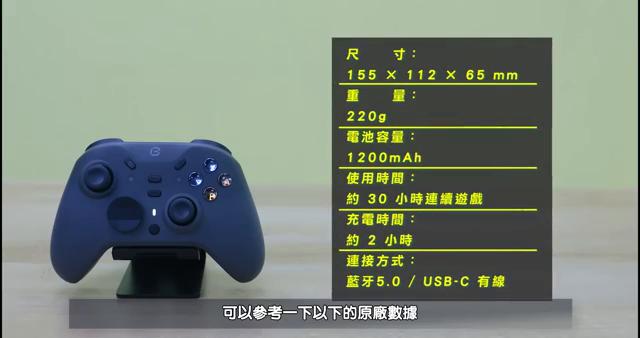 尺 寸：
155 × 112 × 65 mm
重 量：
220g
電池容量：
1200mAh
使用時間：
約 30 小時連續遊戲
充電時間：
約 2 小時
連接方式：
藍牙5.0 / USB-C 有線
可以參考一下以下的原廠數據